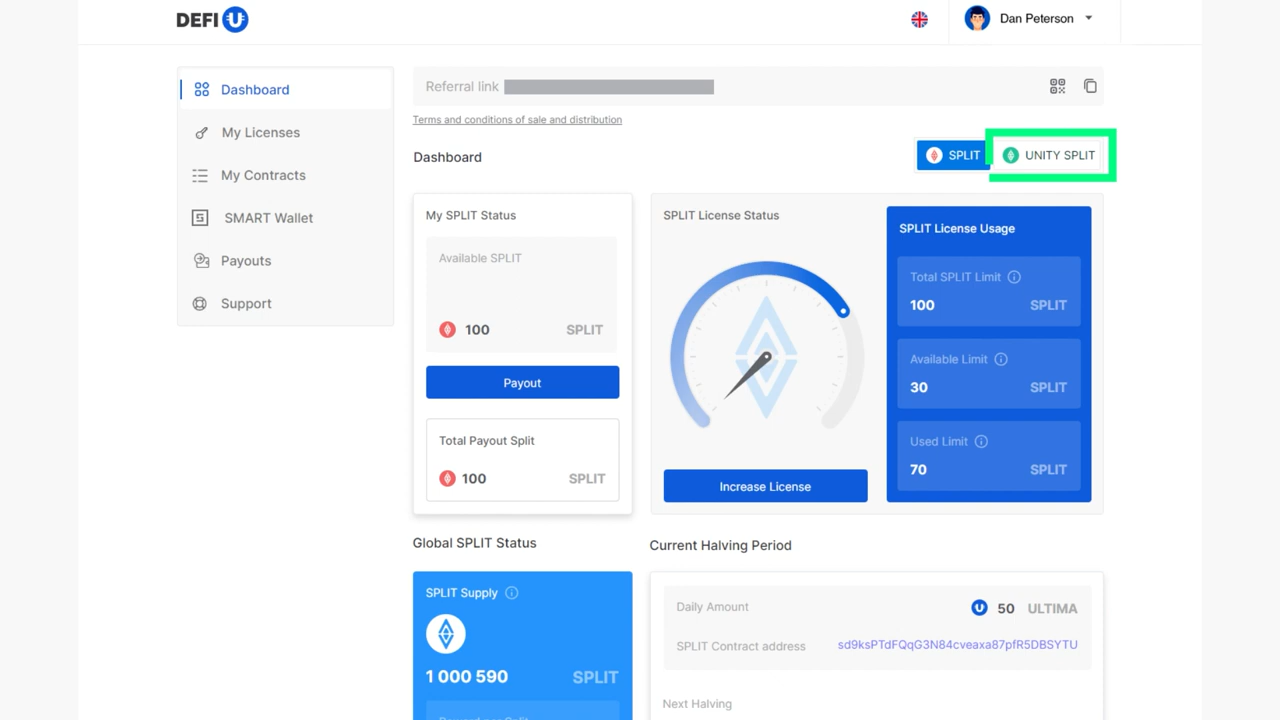 DEFI U
Dan Peterson
Dashboard
My Licenses
My Contracts
SMART Wallet
Payouts
Support
Referral link
Terms and conditions of sale and distribution
Dashboard
SPLIT
UNITY SPLIT
My SPLIT Status
Available SPLIT
100 SPLIT
Payout
Total Payout Split
100 SPLIT
SPLIT License Status
Increase License
SPLIT License Usage
Total SPLIT Limit
100 SPLIT
Available Limit
30 SPLIT
Used Limit
70 SPLIT
Global SPLIT Status
SPLIT Supply
1 000 590 SPLIT
Current Halving Period
Daily Amount 50 ULTIMA
SPLIT Contract address sd9ksPTdFQqG3N84cveaxa87pfR5DBSYTU
Next Halving